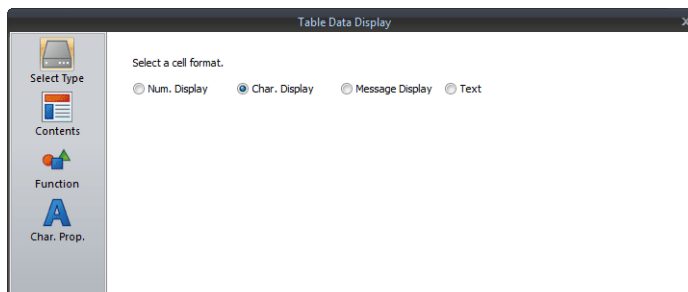 Table Data Display
Select Type
Contents
Function
Char. Prop.
Select a cell format.
Num. Display Char. Display Message Display Text